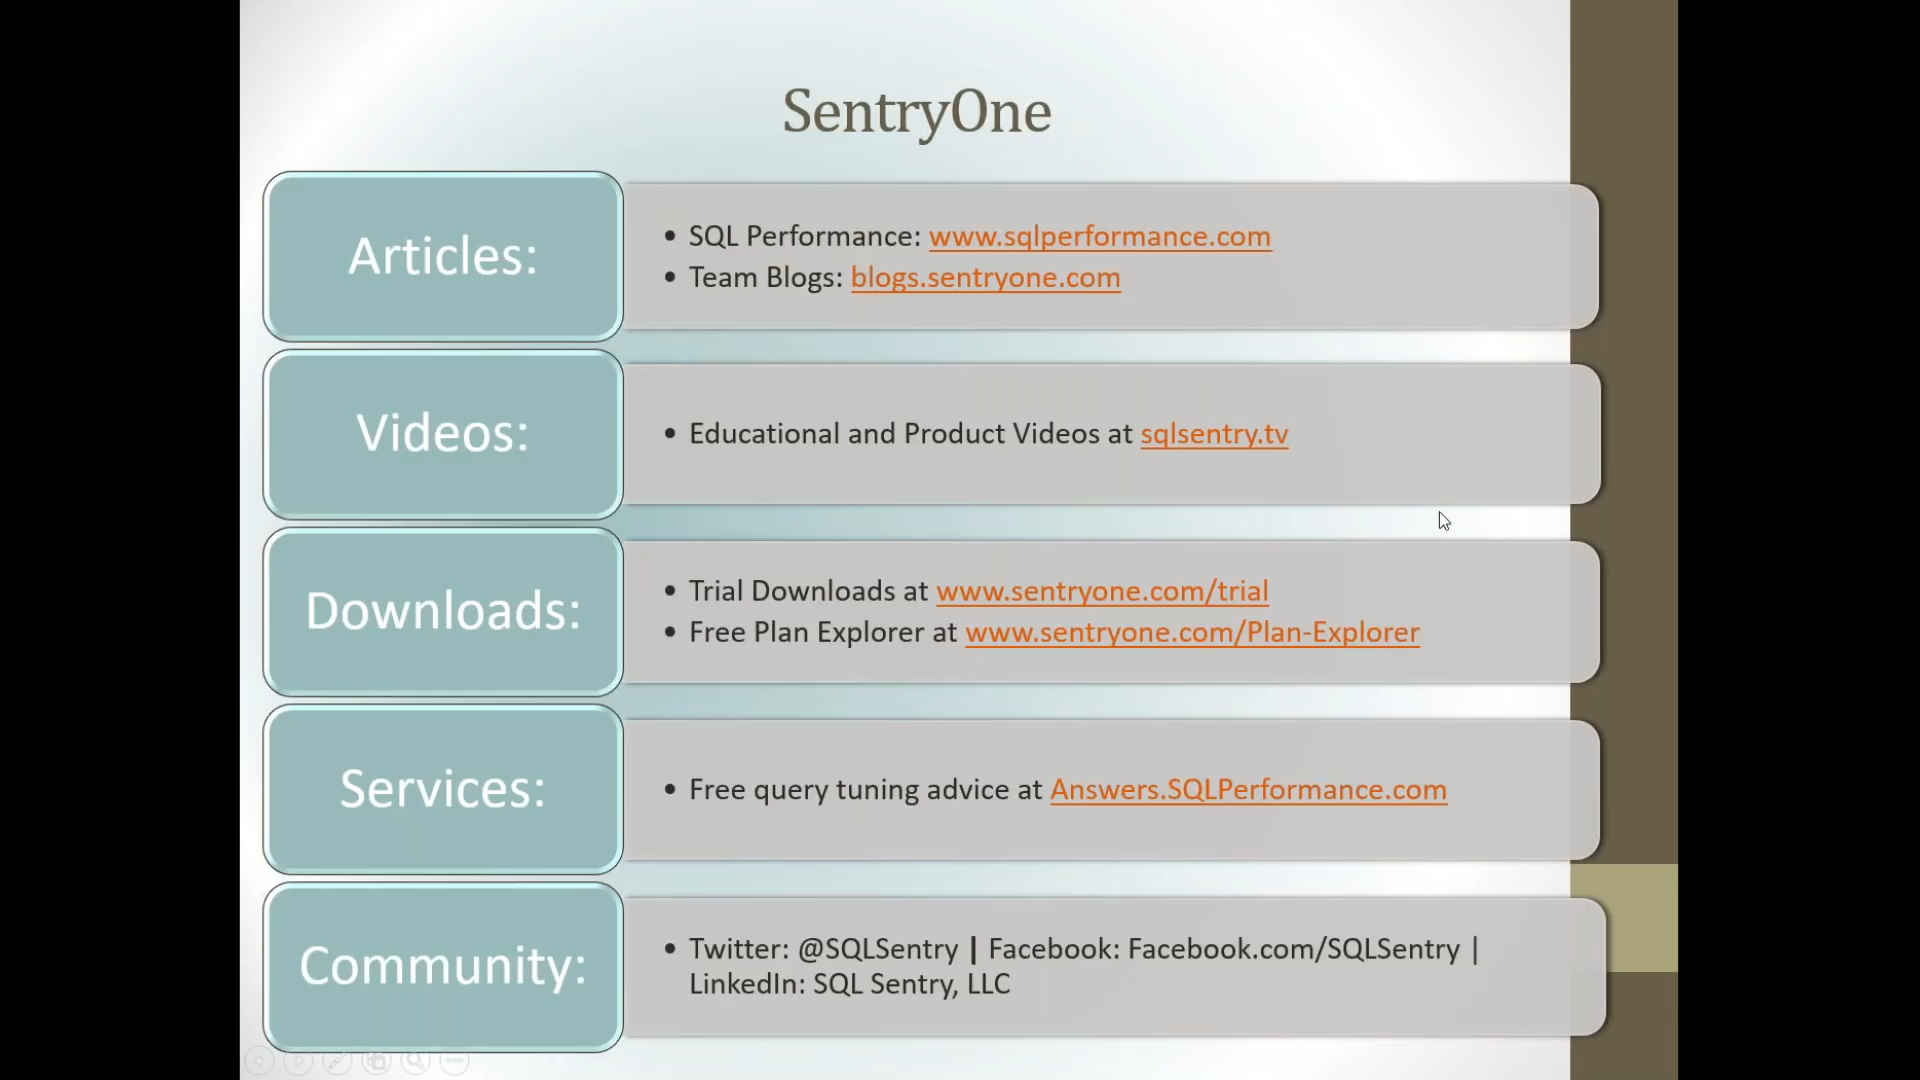 SentryOne
Articles:
• SQL Performance: www.sqlperformance.com
• Team Blogs: blogs.sentryone.com
Videos:
• Educational and Product Videos at sqlsentry.tv
Downloads:
• Trial Downloads at www.sentryone.com/trial
• Free Plan Explorer at www.sentryone.com/Plan-Explorer
Services:
• Free query tuning advice at Answers.SQLPerformance.com
Community:
• Twitter: @SQLSentry | Facebook: Facebook.com/SQLSentry |
LinkedIn: SQL Sentry, LLC